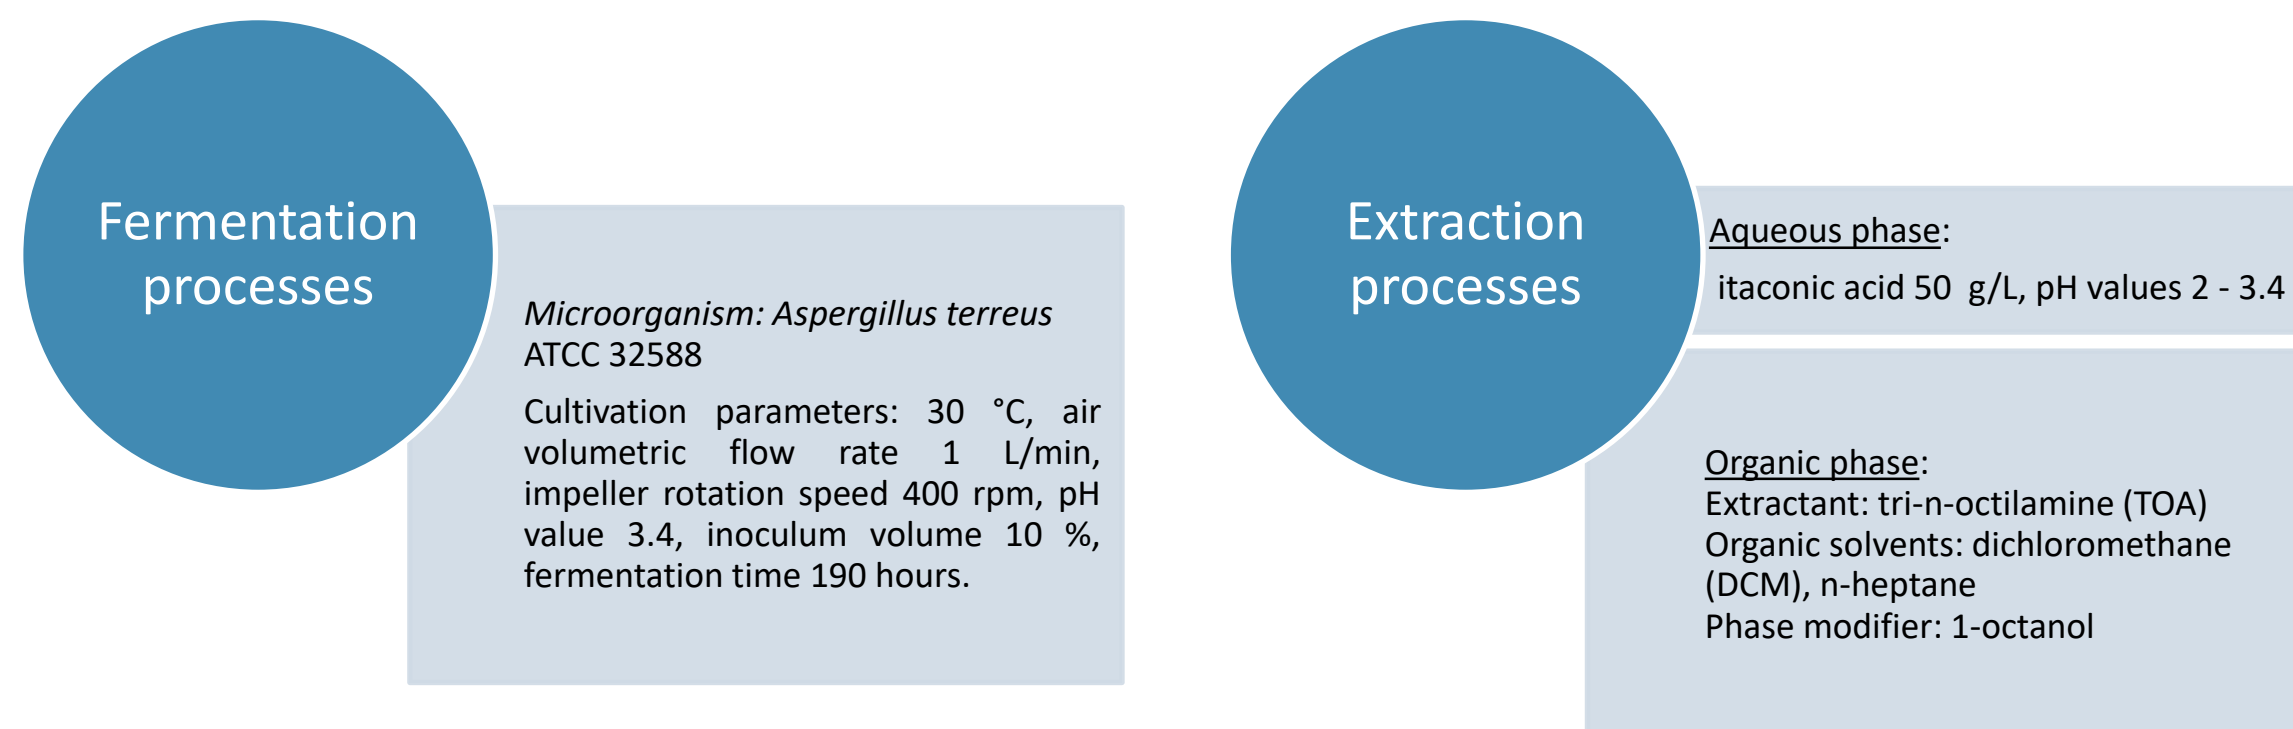 Fermentation
processes
Microorganism: Aspergillus terreus
ATCC 32588
Cultivation parameters: 30 °C, air
volumetric flow rate 1 L/min,
impeller rotation speed 400 rpm, pH
value 3.4, inoculum volume 10 %,
fermentation time 190 hours.
Extraction
processes
Aqueous phase:
itaconic acid 50 g/L, pH values 2 - 3.4
Organic phase:
Extractant: tri-n-octilamine (TOA)
Organic solvents: dichloromethane
(DCM), n-heptane
Phase modifier: 1-octanol